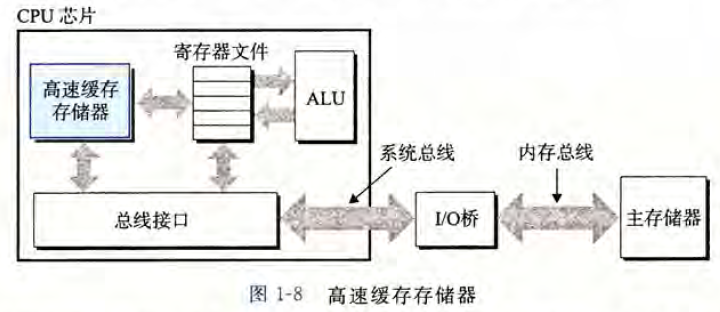 CPU 芯片
寄存器文件
高速缓存
存储器
ALU
系统总线
内存总线
总线接口
I/O桥
主存储器
图 1-8 高速缓存存储器